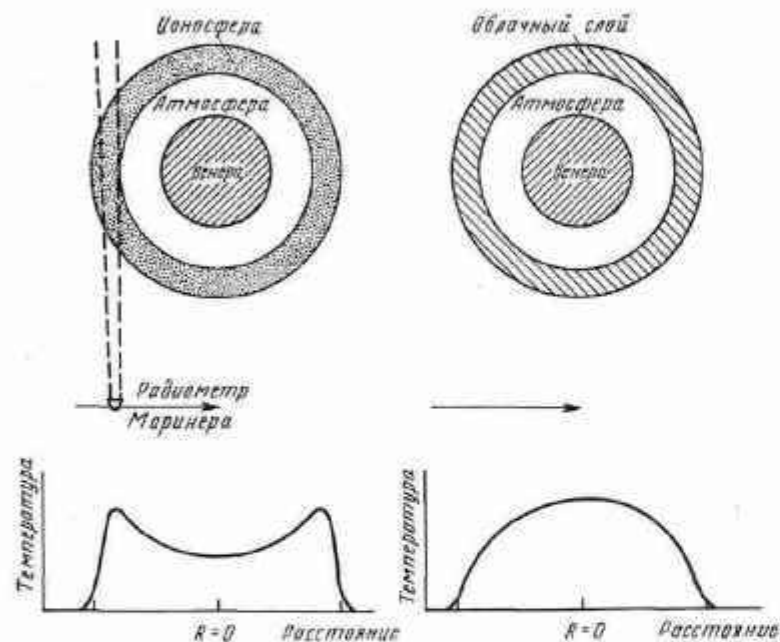 Ионосфера
Атмосфера
Венера
Радиометр
Маринера
Температура
R=0
Расстояние
Облачный слой
Атмосфера
Венера
Температура
R=0
Расстояние